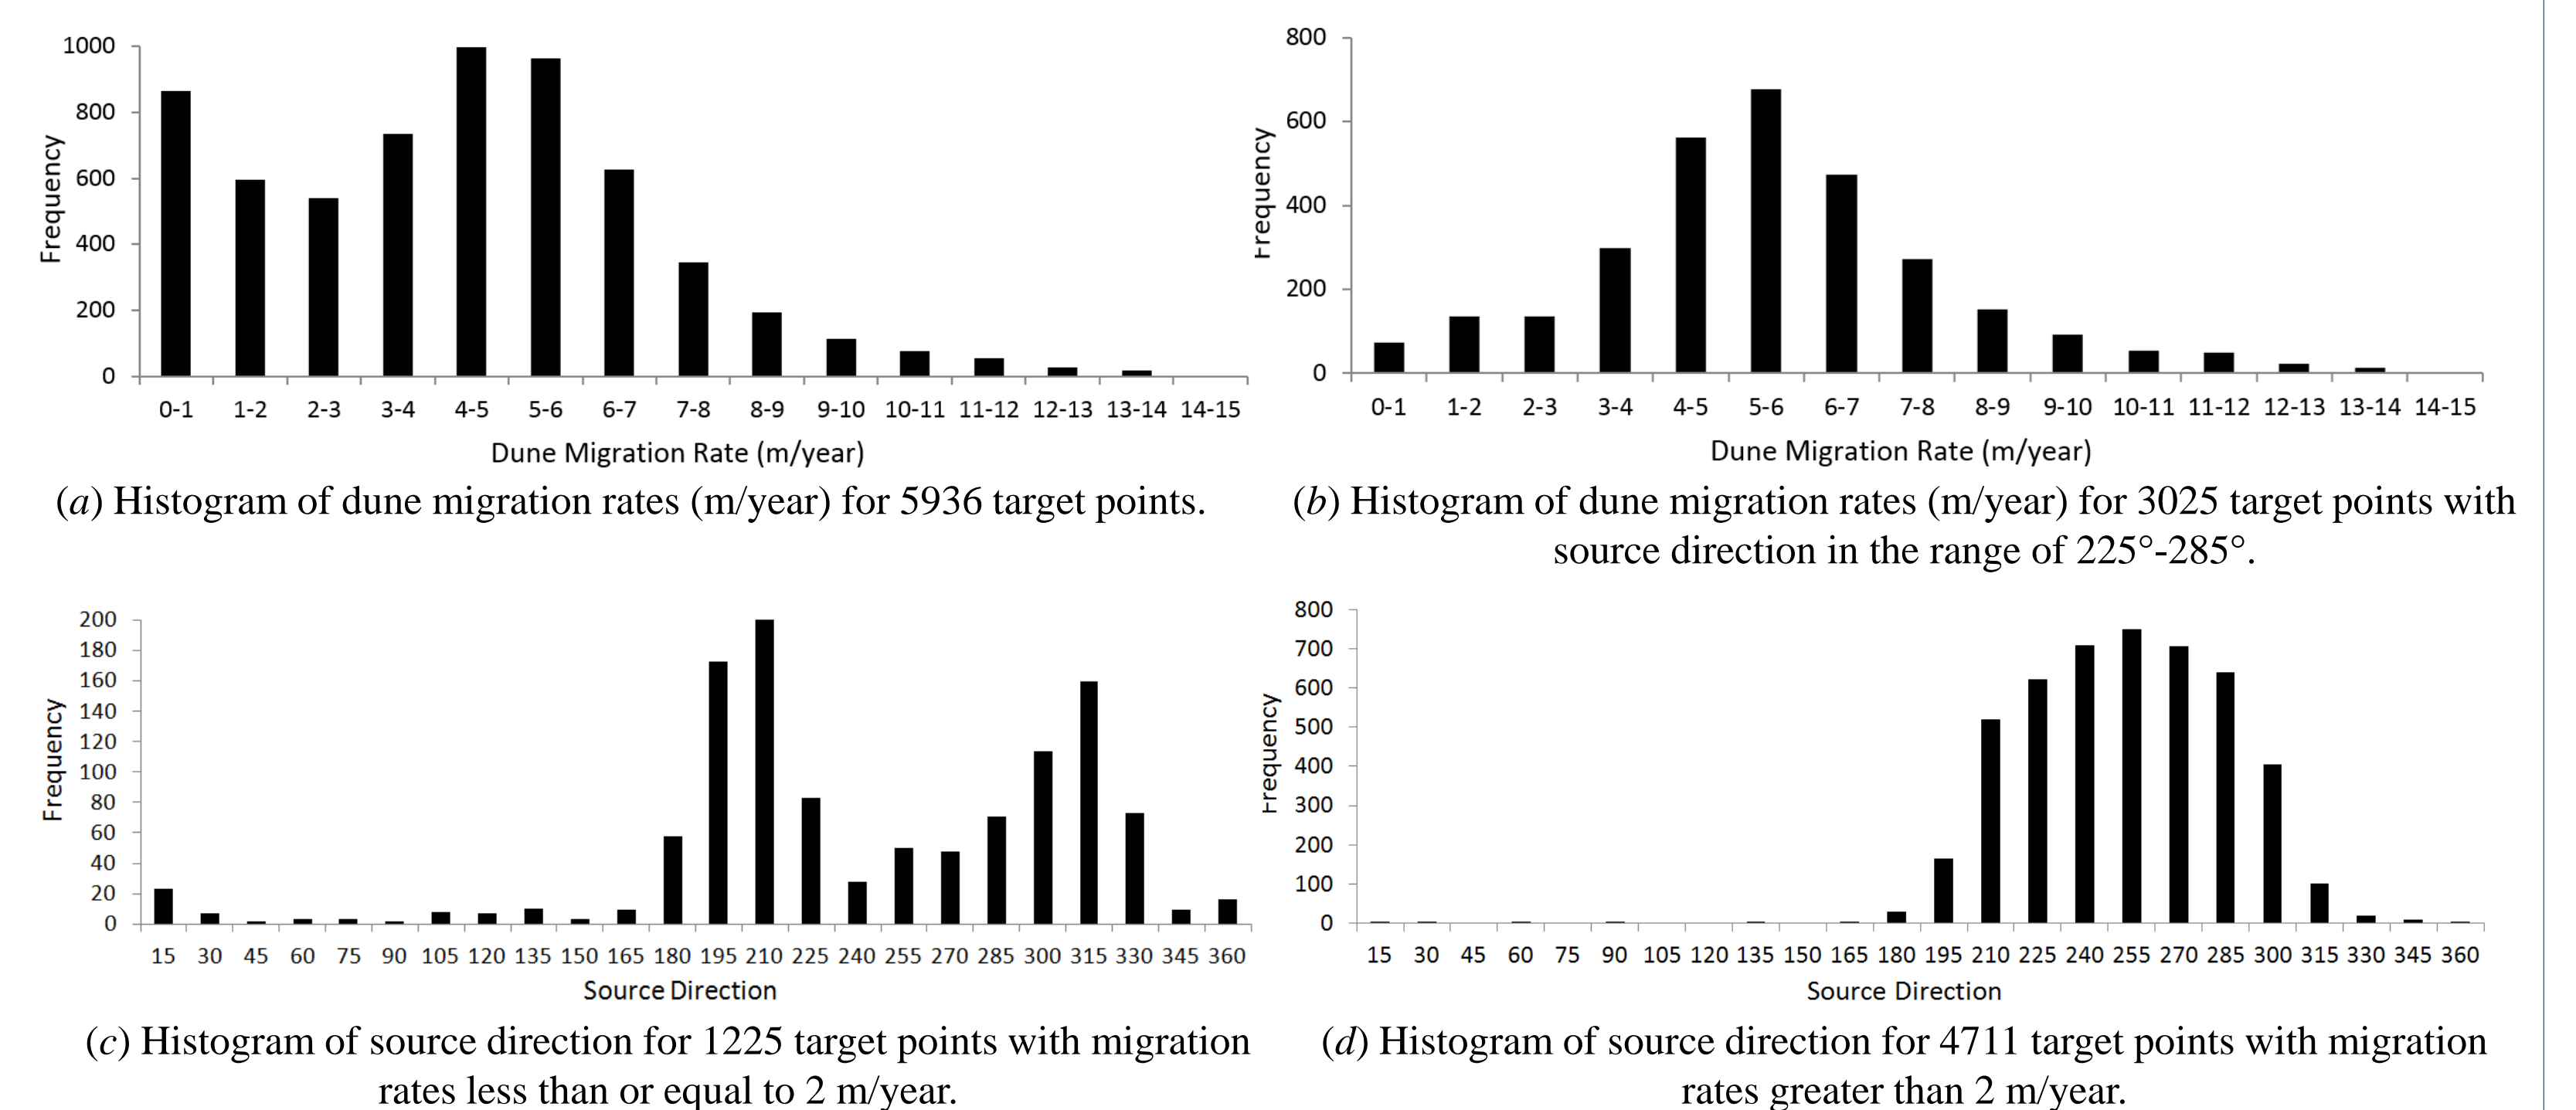 1000
800
600
400
200
0
Frequency
0-1 1-2 2-3 3-4 4-5 5-6 6-7 7-8 8-9 9-10 10-11 11-12 12-13 13-14 14-15
Dune Migration Rate (m/year)
(a) Histogram of dune migration rates (m/year) for 5936 target points.
800
600
400
200
0
Frequency
0-1 1-2 2-3 3-4 4-5 5-6 6-7 7-8 8-9 9-10 10-11 11-12 12-13 13-14 14-15
Dune Migration Rate (m/year)
(b) Histogram of dune migration rates (m/year) for 3025 target points with
source direction in the range of 225°-285°.
200
180
160
140
120
100
80
60
40
20
0
Frequency
15 30 45 60 75 90 105 120 135 150 165 180 195 210 225 240 255 270 285 300 315 330 345 360
Source Direction
(c) Histogram of source direction for 1225 target points with migration
rates less than or equal to 2 m/year.
800
700
600
500
400
300
200
100
0
Frequency
15 30 45 60 75 90 105 120 135 150 165 180 195 210 225 240 255 270 285 300 315 330 345 360
Source Direction
(d) Histogram of source direction for 4711 target points with migration
rates greater than 2 m/year.